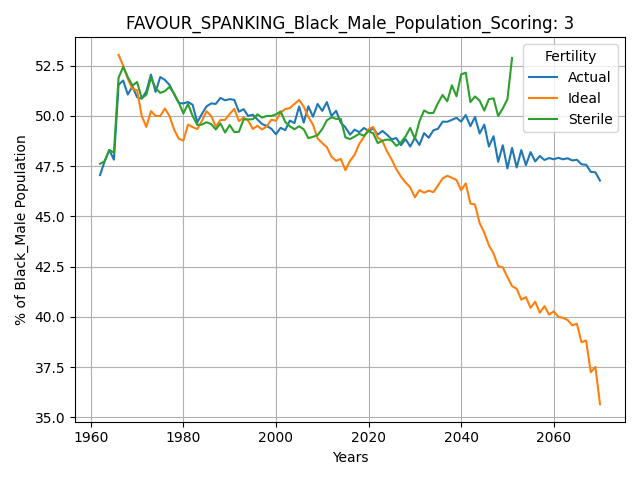 FAVOUR_SPANKING_Black_Male_Population_Scoring: 3
Fertility
Actual
Ideal
Sterile
% of Black_Male Population
52.5
50.0
47.5
45.0
42.5
40.0
37.5
35.0
1960
1980
2000
2020
2040
2060
Years